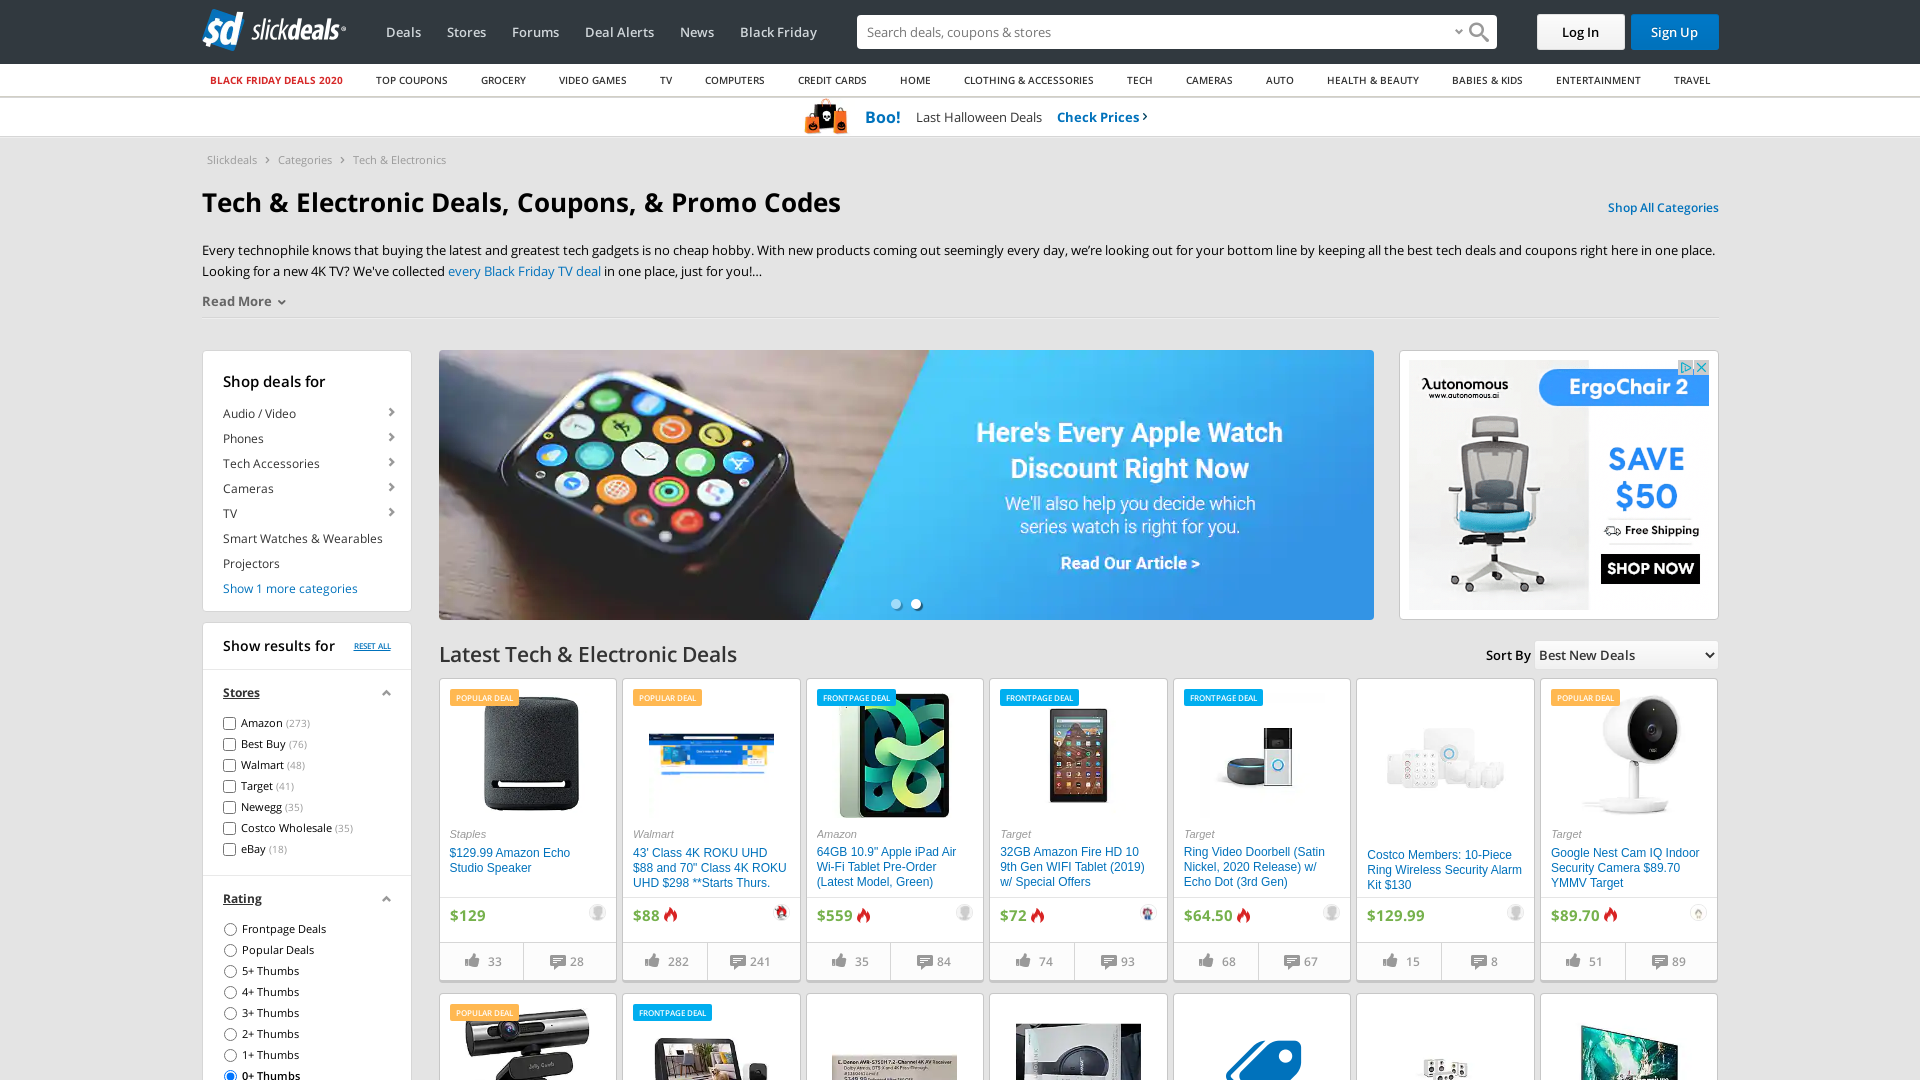 slickdeals
Deals
Stores
Forums
Deal Alerts
News
Black Friday
Search deals, coupons & stores
Log In
Sign Up
BLACK FRIDAY DEALS 2020
TOP COUPONS
GROCERY
VIDEO GAMES
TV
COMPUTERS
CREDIT CARDS
HOME
CLOTHING & ACCESSORIES
TECH
CAMERAS
AUTO
HEALTH & BEAUTY
BABIES & KIDS
ENTERTAINMENT
TRAVEL
Boo! Last Halloween Deals Check Prices
Slickdeals > Categories > Tech & Electronics
Tech & Electronic Deals, Coupons, & Promo Codes
Shop All Categories
Every technophile knows that buying the latest and greatest tech gadgets is no cheap hobby. With new products coming out seemingly every day, we’re looking out for your bottom line by keeping all the best tech deals and coupons right here in one place.
Looking for a new 4K TV? We've collected every Black Friday TV deal in one place, just for you!...
Read More
Shop deals for
Audio / Video
Phones
Tech Accessories
Cameras
TV
Smart Watches & Wearables
Projectors
Show 1 more categories
Show results for
RESET ALL
Stores
Amazon (273)
Best Buy (76)
Walmart (48)
Target (41)
Newegg (35)
Costco Wholesale (35)
eBay (18)
Rating
Frontpage Deals
Popular Deals
5+ Thumbs
4+ Thumbs
3+ Thumbs
2+ Thumbs
1+ Thumbs
0+ Thumbs
Here's Every Apple Watch
Discount Right Now
We'll also help you decide which
series watch is right for you.
Read Our Article >
Autonomous
www.autonomous.ai
ErgoChair 2
SAVE
$50
Free Shipping
SHOP NOW
Latest Tech & Electronic Deals
Sort By
Best New Deals
POPULAR DEAL
Staples
$129.99 Amazon Echo
Studio Speaker
$129
33
28
POPULAR DEAL
Walmart
43' Class 4K ROKU UHD
$88 and 70" Class 4K ROKU
UHD $298 **Starts Thurs.
$88
282
241
FRONTPAGE DEAL
Amazon
64GB 10.9" Apple iPad Air
Wi-Fi Tablet Pre-Order
(Latest Model, Green)
$559
35
84
FRONTPAGE DEAL
Target
32GB Amazon Fire HD 10
9th Gen WIFI Tablet (2019)
w/ Special Offers
$72
74
93
FRONTPAGE DEAL
Target
Ring Video Doorbell (Satin
Nickel, 2020 Release) w/
Echo Dot (3rd Gen)
$64.50
68
67
Costco Members: 10-Piece
Ring Wireless Security Alarm
Kit $130
$129.99
15
8
POPULAR DEAL
Target
Google Nest Cam IQ Indoor
Security Camera $89.70
YMMV Target
$89.70
51
89
POPULAR DEAL
FRONTPAGE DEAL